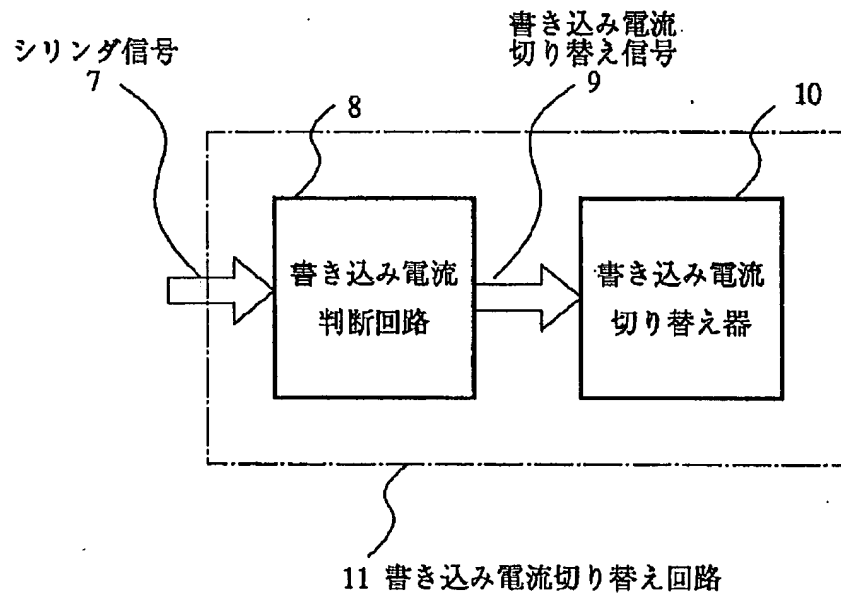 シリンダ信号
7
書き込み電流
切り替え信号
9
8
10
書き込み電流
判断回路
書き込み電流
切り替え器
11 書き込み電流切り替え回路